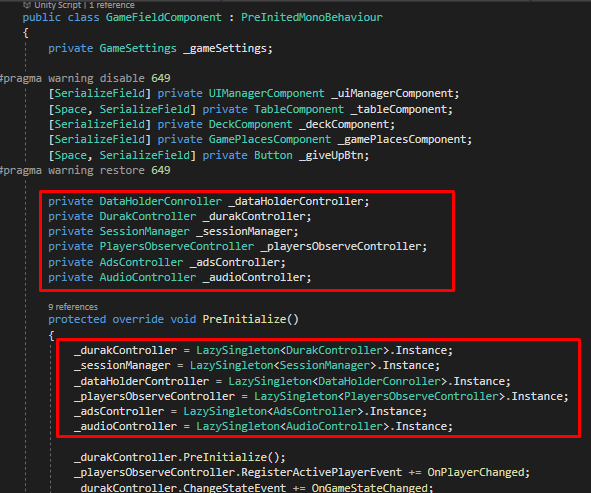 Unity Script | 1 reference
public class GameFieldComponent : PreInitedMonoBehaviour
{
private GameSettings _gameSettings;
#pragma warning disable 649
[SerializeField] private UIManagerComponent _uiManagerComponent;
[Space, SerializeField] private TableComponent _tableComponent;
[SerializeField] private DeckComponent _deckComponent;
[SerializeField] private GamePlacesComponent _gamePlacesComponent;
[Space, SerializeField] private Button _giveUpBtn;
#pragma warning restore 649
private DataHolderConroller _dataHolderController;
private DurakController _durakController;
private SessionManager _sessionManager;
private PlayersObserveController _playersObserveController;
private AdsController _adsController;
private AudioController _audioController;
9 references
protected override void PreInitialize()
{
_durakController = LazySingleton<DurakController>.Instance;
_sessionManager = LazySingleton<SessionManager>.Instance;
_dataHolderController = LazySingleton<DataHolderConroller>.Instance;
_playersObserveController = LazySingleton<PlayersObserveController>.Instance;
_adsController = LazySingleton<AdsController>.Instance;
_audioController = LazySingleton<AudioController>.Instance;
_durakController.PreInitialize();
_playersObserveController.RegisterActivePlayerEvent += OnPlayerChanged;
_durakController.ChangeStateEvent += OnGameStateChanged;